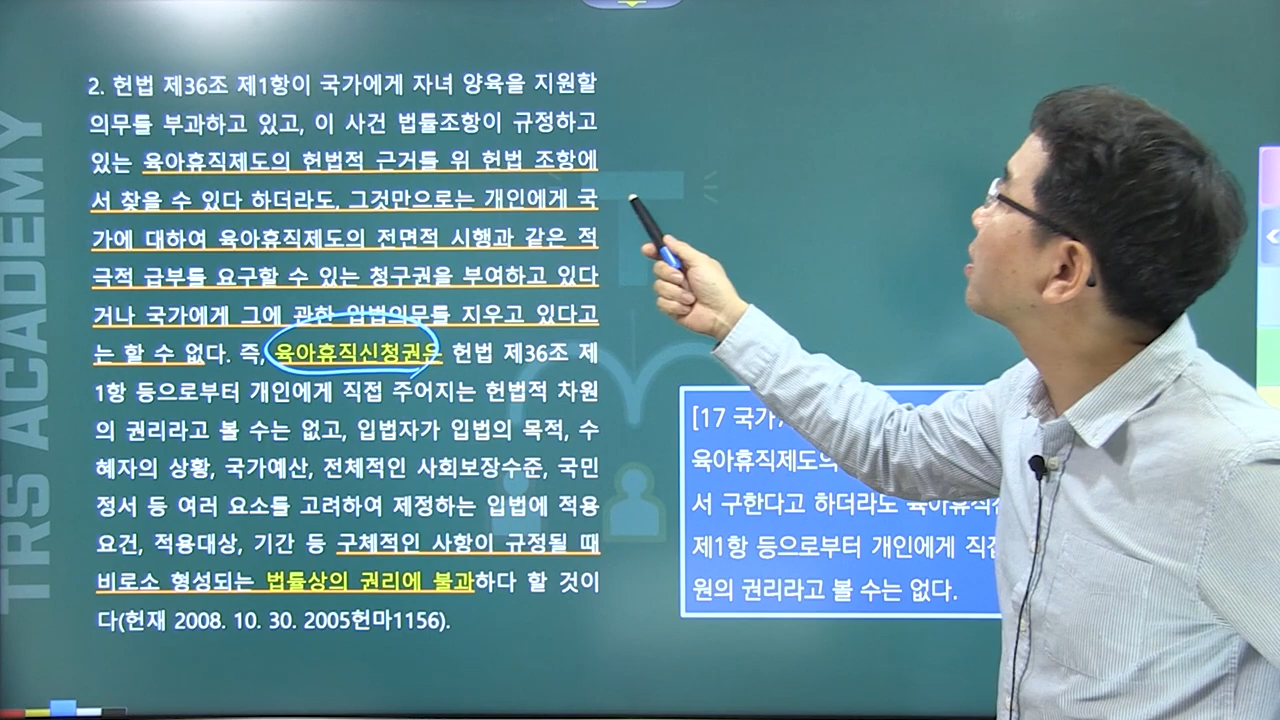 TRS ACADEMY
2. 헌법 제36조 제1항이 국가에게 자녀 양육을 지원할
의무를 부과하고 있고, 이 사건 법률조항이 규정하고
있는 육아휴직제도의 헌법적 근거를 위 헌법 조항에
서 찾을 수 있다 하더라도, 그것만으로는 개인에게 국
가에 대하여 육아휴직제도의 전면적 시행과 같은 적
극적 급부를 요구할 수 있는 청구권을 부여하고 있다
거나 국가에게 그에 관한 입법의무를 지우고 있다고
는 할 수 없다. 즉, 육아휴직신청권은 헌법 제36조 제
1항 등으로부터 개인에게 직접 주어지는 헌법적 차원
의 권리라고 볼 수는 없고, 입법자가 입법의 목적, 수
혜자의 상황, 국가예산, 전체적인 사회보장수준, 국민
정서 등 여러 요소를 고려하여 제정하는 입법에 적용
요건, 적용대상, 기간 등 구체적인 사항이 규정될 때
비로소 형성되는 법률상의 권리에 불과하다 할 것이
다(헌재 2008. 10. 30. 2005헌마1156).
[17 국가
육아휴직제도의
서 구한다고 하더라도
제1항 등으로부터 개인에게 직접
원의 권리라고 볼 수는 없다.